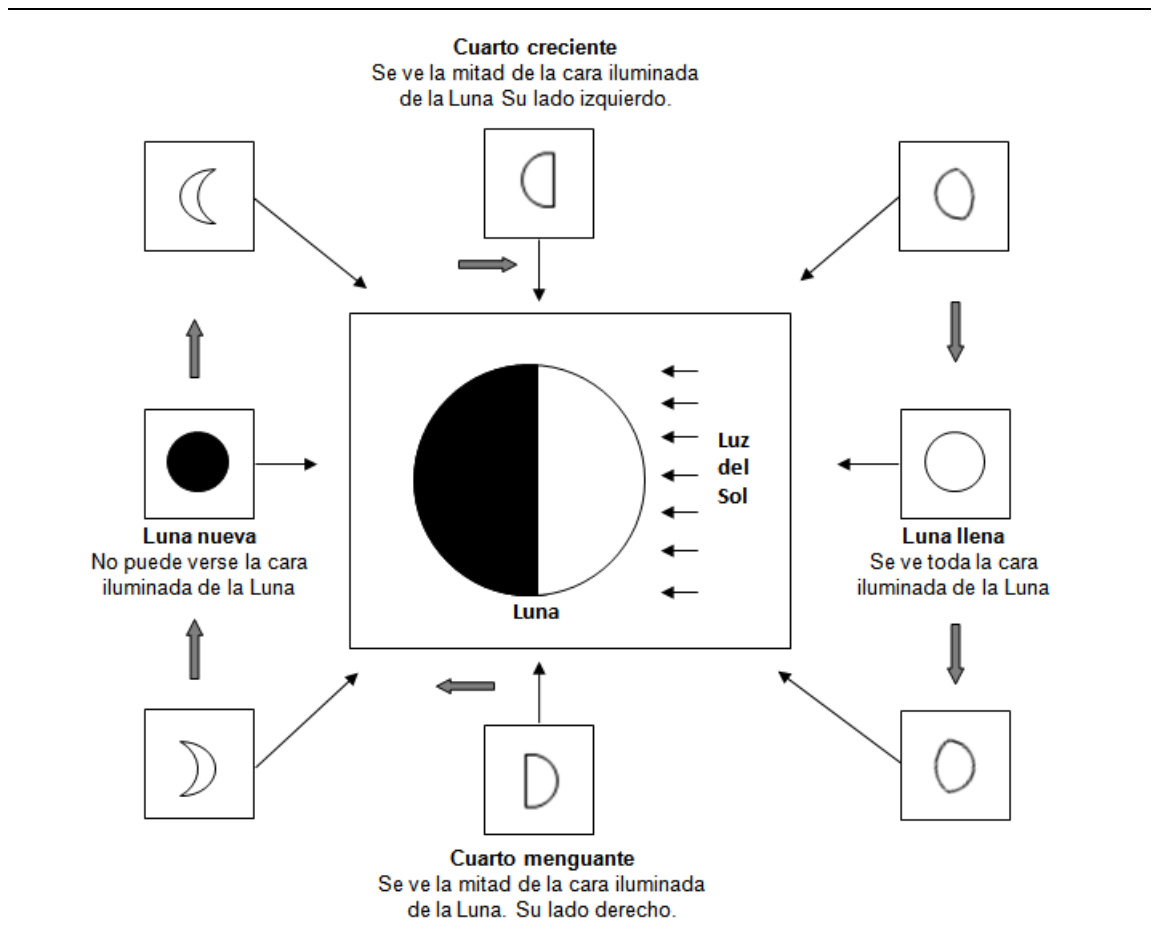 Cuarto creciente
Se ve la mitad de la cara iluminada
de la Luna Su lado izquierdo.
Luz
del
Sol
Luna nueva
No puede verse la cara
iluminada de la Luna
Luna llena
Se ve toda la cara
iluminada de la Luna
Luna
Cuarto menguante
Se ve la mitad de la cara iluminada
de la Luna. Su lado derecho.